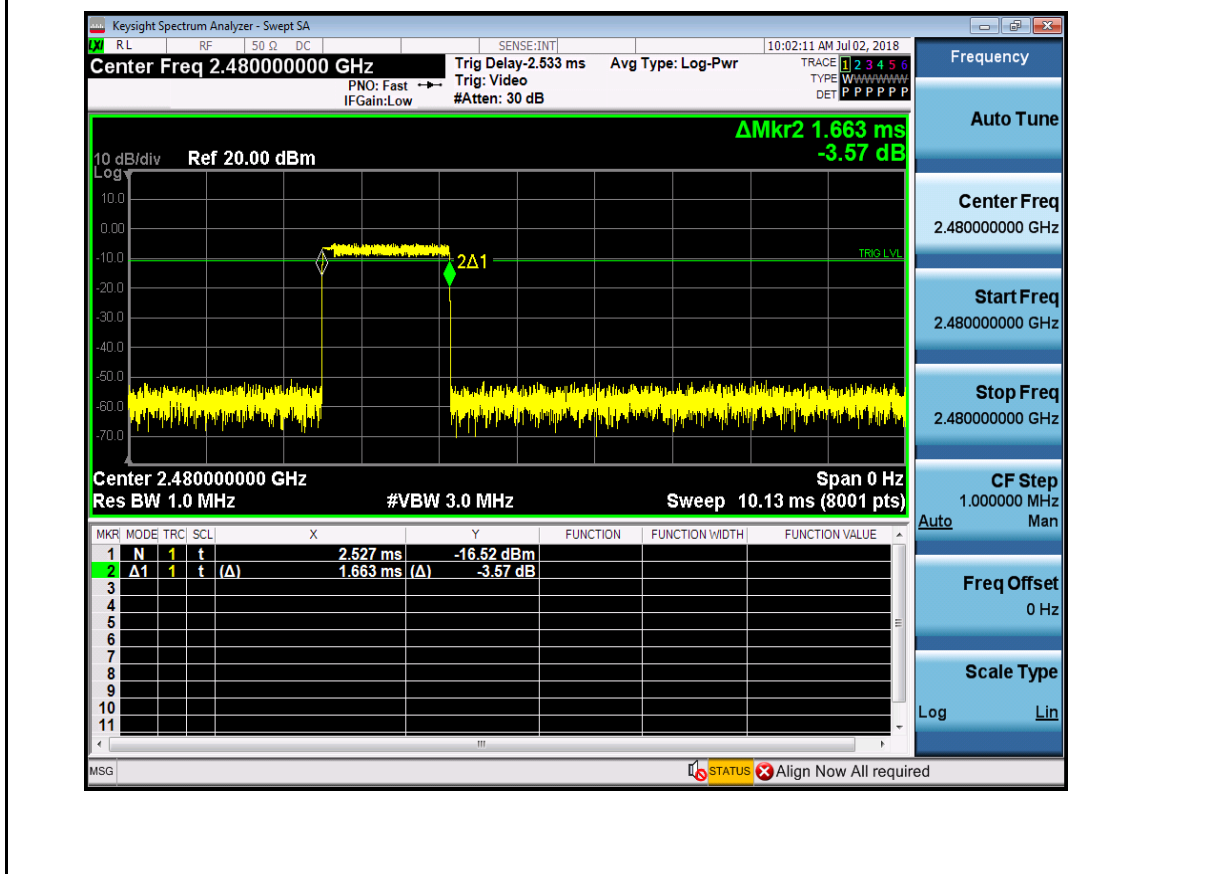 Keysight Spectrum Analyzer - Swept SA
LXI RL RF 50 Ω DC SENSE:INT 10:02:11 AM Jul 02, 2018
Center Freq 2.480000000 GHz
PNO: Fast
IFGain:Low
Trig Delay-2.533 ms
Trig: Video
#Atten: 30 dB
Avg Type: Log-Pwr
TRACE 1 2 3 4 5 6
TYPE WWWWWW
DET P P P P P P
ΔMkr2 1.663 ms
-3.57 dB
10 dB/div Ref 20.00 dBm
Log
10.0
0.00
-10.0
-20.0
-30.0
-40.0
-50.0
-60.0
-70.0
2Δ1
TRIG LVL
Center 2.480000000 GHz Span 0 Hz
Res BW 1.0 MHz #VBW 3.0 MHz Sweep 10.13 ms (8001 pts)
MKR MODE TRC SCL X Y FUNCTION FUNCTION WIDTH FUNCTION VALUE
1 N 1 t 2.527 ms -16.52 dBm
2 Δ1 1 t (Δ) 1.663 ms (Δ) -3.57 dB
3
4
5
6
7
8
9
10
11
MSG STATUS Align Now All required
Frequency
Auto Tune
Center Freq
2.480000000 GHz
Start Freq
2.480000000 GHz
Stop Freq
2.480000000 GHz
CF Step
1.000000 MHz
Auto Man
Freq Offset
0 Hz
Scale Type
Log Lin